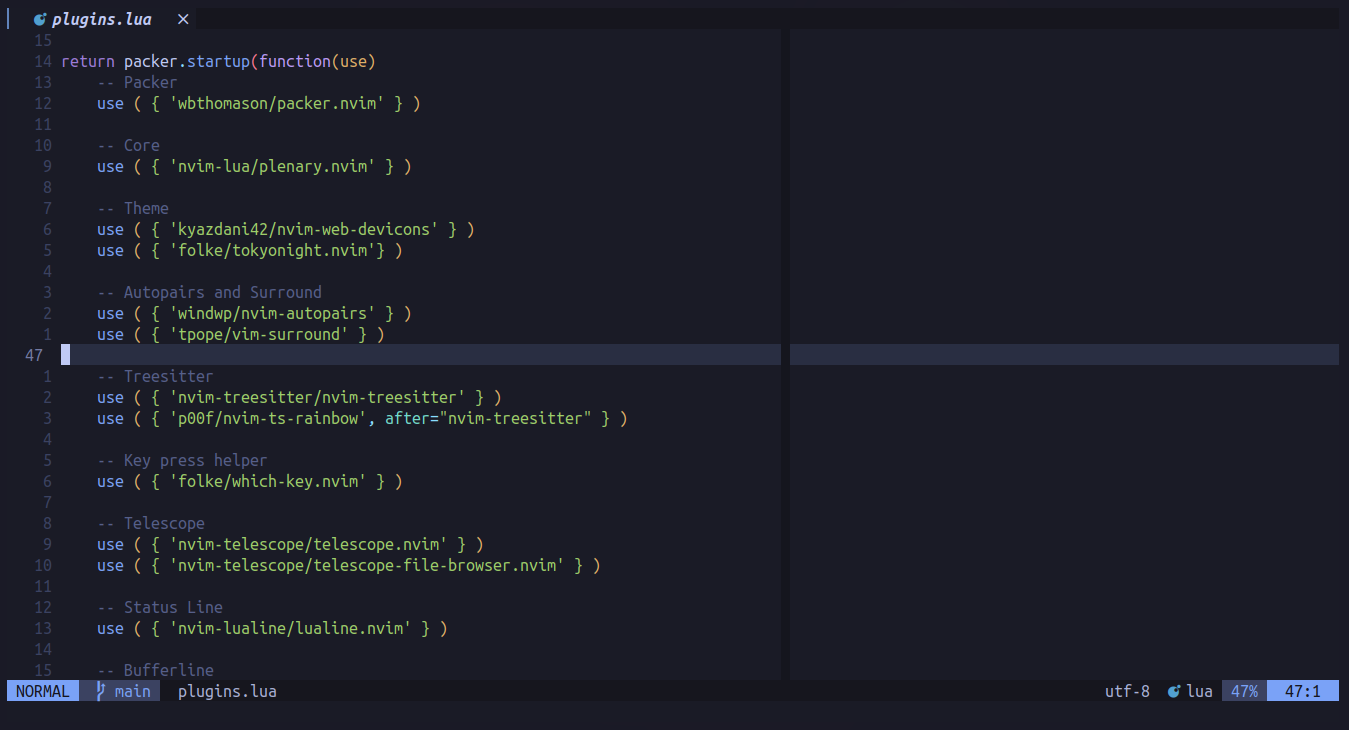 plugins.lua ×
15
14 return packer.startup(function(use)
13     -- Packer
12     use ( { 'wbthomason/packer.nvim' } )
11
10     -- Core
9     use ( { 'nvim-lua/plenary.nvim' } )
8
7     -- Theme
6     use ( { 'kyazdani42/nvim-web-devicons' } )
5     use ( { 'folke/tokyonight.nvim'} )
4
3     -- Autopairs and Surround
2     use ( { 'windwp/nvim-autopairs' } )
1     use ( { 'tpope/vim-surround' } )
47
1     -- Treesitter
2     use ( { 'nvim-treesitter/nvim-treesitter' } )
3     use ( { 'p00f/nvim-ts-rainbow', after="nvim-treesitter" } )
4
5     -- Key press helper
6     use ( { 'folke/which-key.nvim' } )
7
8     -- Telescope
9     use ( { 'nvim-telescope/telescope.nvim' } )
10     use ( { 'nvim-telescope/telescope-file-browser.nvim' } )
11
12     -- Status Line
13     use ( { 'nvim-lualine/lualine.nvim' } )
14
15     -- Bufferline
NORMAL main plugins.lua utf-8 lua 47% 47:1